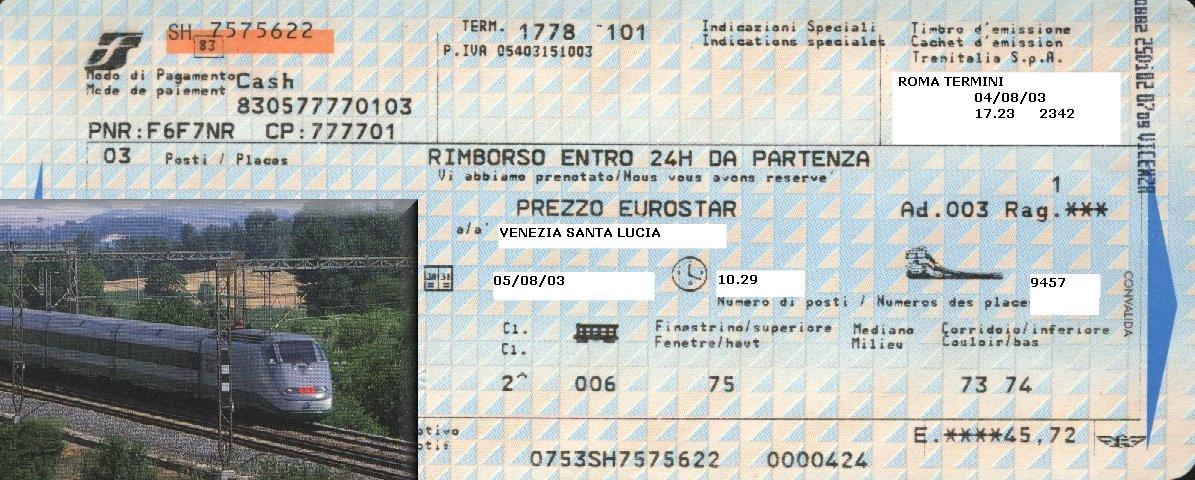 SH 7575622
83
TERM. 1778 101
P.IVA 05403151003
Indicazioni Speciali
Indications speciales
Timbro d'emissione
Cachet d'emission
Trenitalia S.p.A.
Modo di Pagamento Cash
Mode de paiement
830577770103
ROMA TERMINI
04/08/03
17.23 2342
PNR:F6F7NR CP:777701
03 Posti / Places
RIMBORSO ENTRO 24H DA PARTENZA
Vi abbiamo prenotato/Nous vous avons reserve'
1
PREZZO EUROSTAR
Ad.003 Rag.***
a/a' VENEZIA SANTA LUCIA
05/08/03
10.29
9457
Numero di posti / Numeros des place
Cl.
Cl.
Finestrino/superiore
Fenetre/haut
Mediano
Milieu
Corridoio/inferiore
Couloir/bas
2^ 006 75 73 74
CONVALIDA
E.****45,72
0753SH7575622 0000424